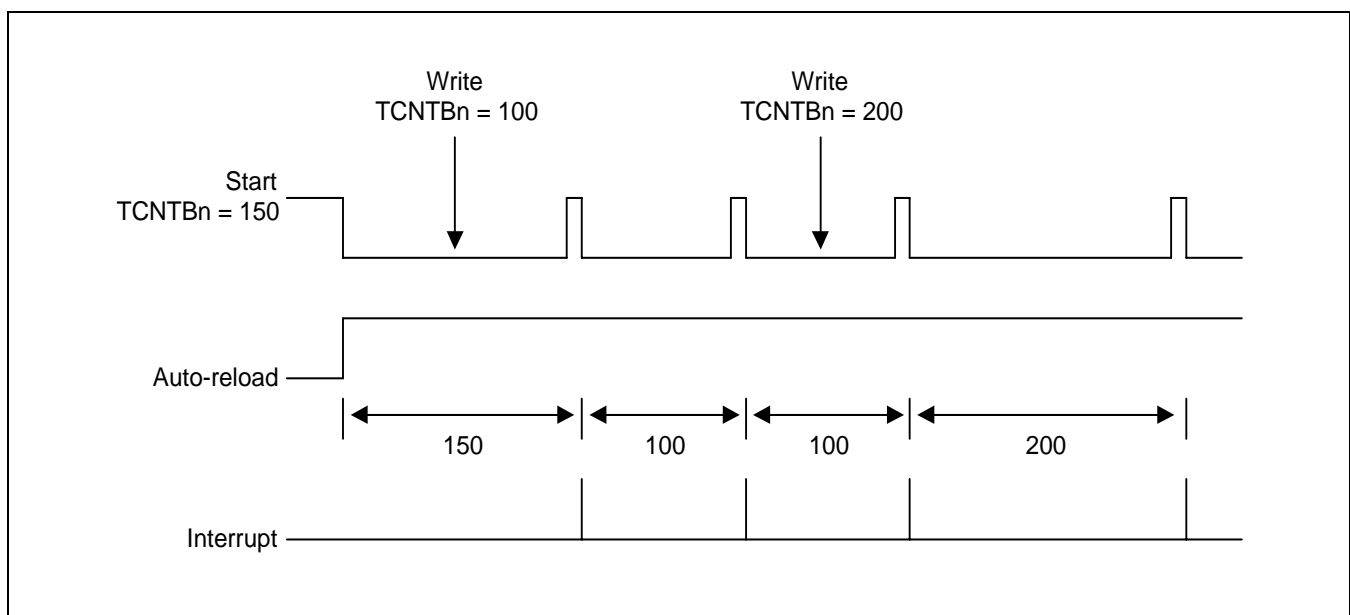 Write
TCNTBn = 100
Write
TCNTBn = 200
Start
TCNTBn = 150
Auto-reload
150
100
100
200
Interrupt